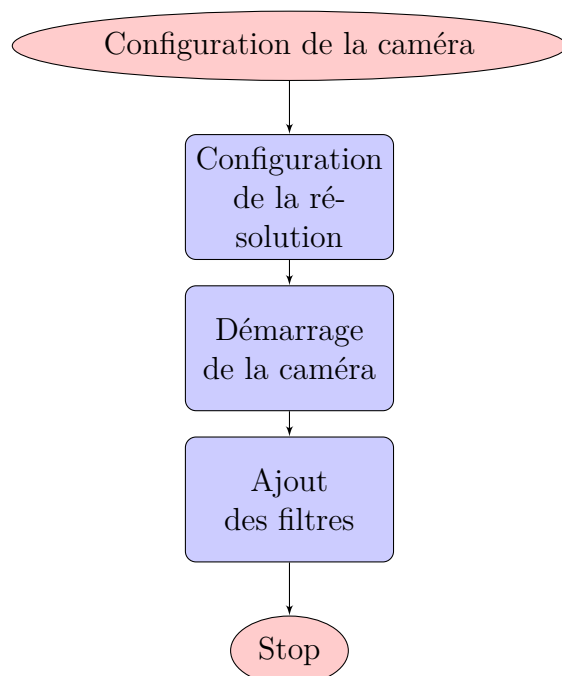 Configuration de la caméra
Configuration
de la ré-
solution
Démarrage
de la caméra
Ajout
des filtres
Stop